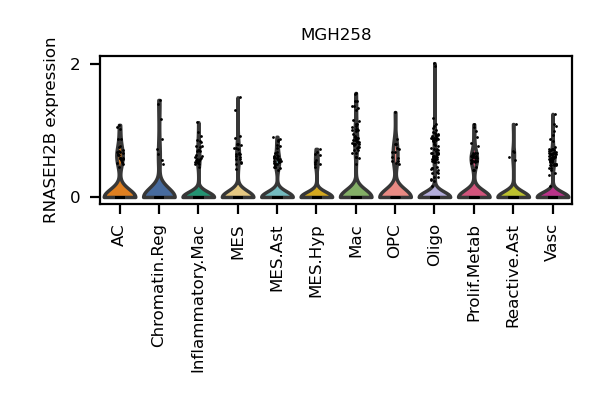 MGH258
RNASEH2B expression
2
0
AC
Chromatin.Reg
Inflammatory.Mac
MES
MES.Ast
MES.Hyp
Mac
OPC
Oligo
Prolif.Metab
Reactive.Ast
Vasc